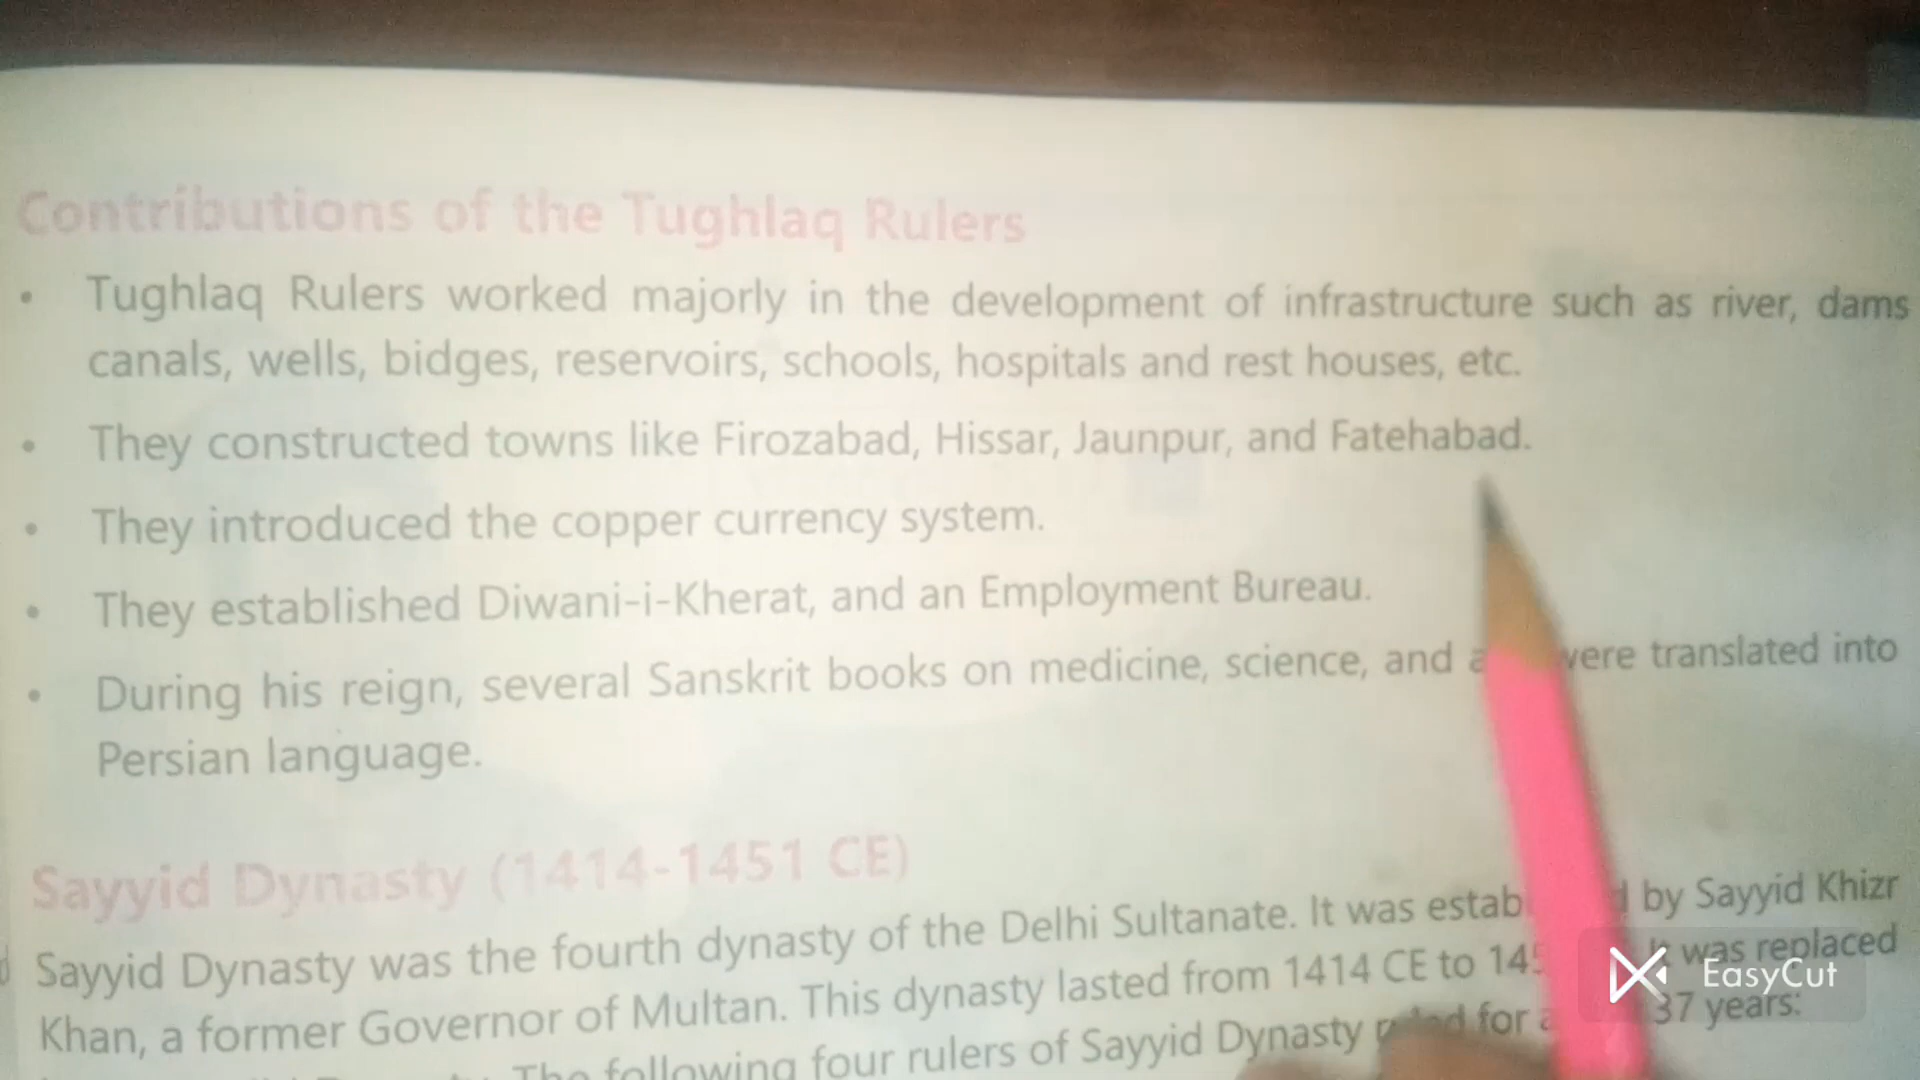 Contributions of the Tughlaq Rulers
• Tughlaq Rulers worked majorly in the development of infrastructure such as river, dams
canals, wells, bidges, reservoirs, schools, hospitals and rest houses, etc.
• They constructed towns like Firozabad, Hissar, Jaunpur, and Fatehabad.
• They introduced the copper currency system.
• They established Diwani-i-Kherat, and an Employment Bureau.
• During his reign, several Sanskrit books on medicine, science, and were translated into
Persian language.
Sayyid Dynasty (1414-1451 CE)
Sayyid Dynasty was the fourth dynasty of the Delhi Sultanate. It was by Sayyid Khizr
Khan, a former Governor of Multan. This dynasty lasted from 1414 CE to It was replaced
The following four rulers of Sayyid Dynasty for 37 years:
EasyCut